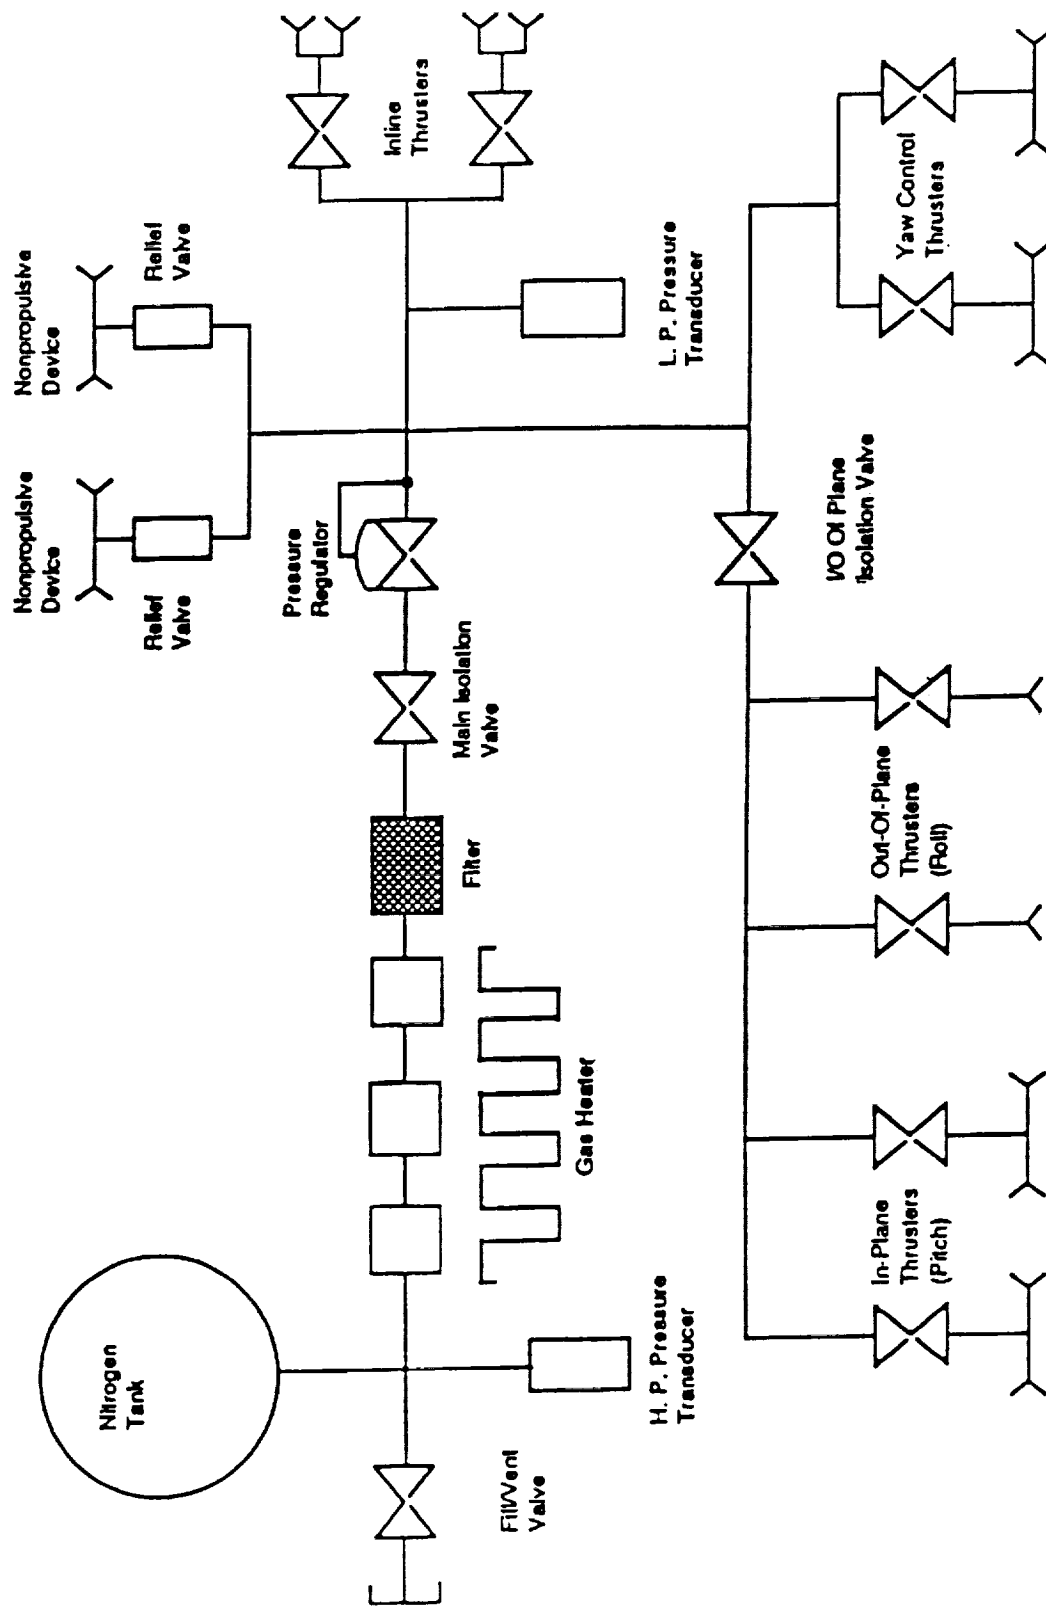 Nonpropulsive
Device
Nonpropulsive
Device
Relief
Valve
Relief
Valve
Nitrogen
Tank
Pressure
Regulator
Inline
Thrusters
Fill/Vent
Valve
H. P. Pressure
Transducer
Gas Heater
Filter
Main Isolation
Valve
L. P. Pressure
Transducer
I/O Of Plane
Isolation Valve
In-Plane
Thrusters
(Pitch)
Out-Of-Plane
Thrusters
(Roll)
Yaw Control
Thrusters